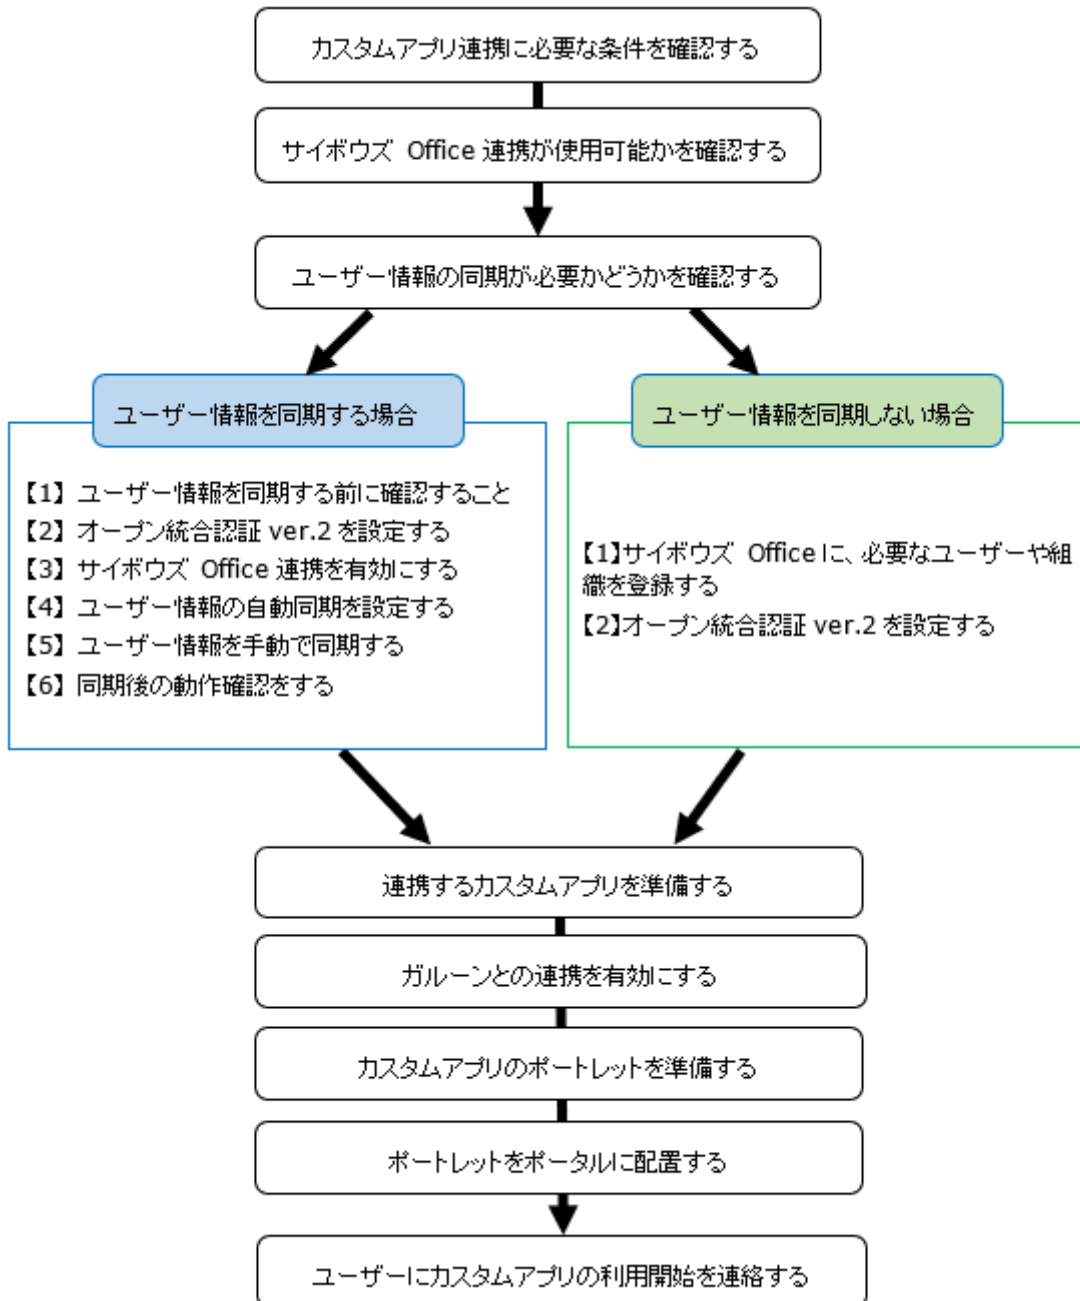 カスタムアプリ連携に必要な条件を確認する
サイボウズ Office 連携が使用可能かを確認する
ユーザー情報の同期が必要かどうかを確認する
ユーザー情報を同期する場合
【1】 ユーザー情報を同期する前に確認すること
【2】 オープン統合認証 ver.2 を設定する
【3】 サイボウズ Office 連携を有効にする
【4】 ユーザー情報の自動同期を設定する
【5】 ユーザー情報を手動で同期する
【6】 同期後の動作確認をする
ユーザー情報を同期しない場合
【1】サイボウズ Officeに、必要なユーザーや組
織を登録する
【2】オープン統合認証 ver.2 を設定する
連携するカスタムアプリを準備する
ガルーンとの連携を有効にする
カスタムアプリのポートレットを準備する
ポートレットをポータルに配置する
ユーザーにカスタムアプリの利用開始を連絡する